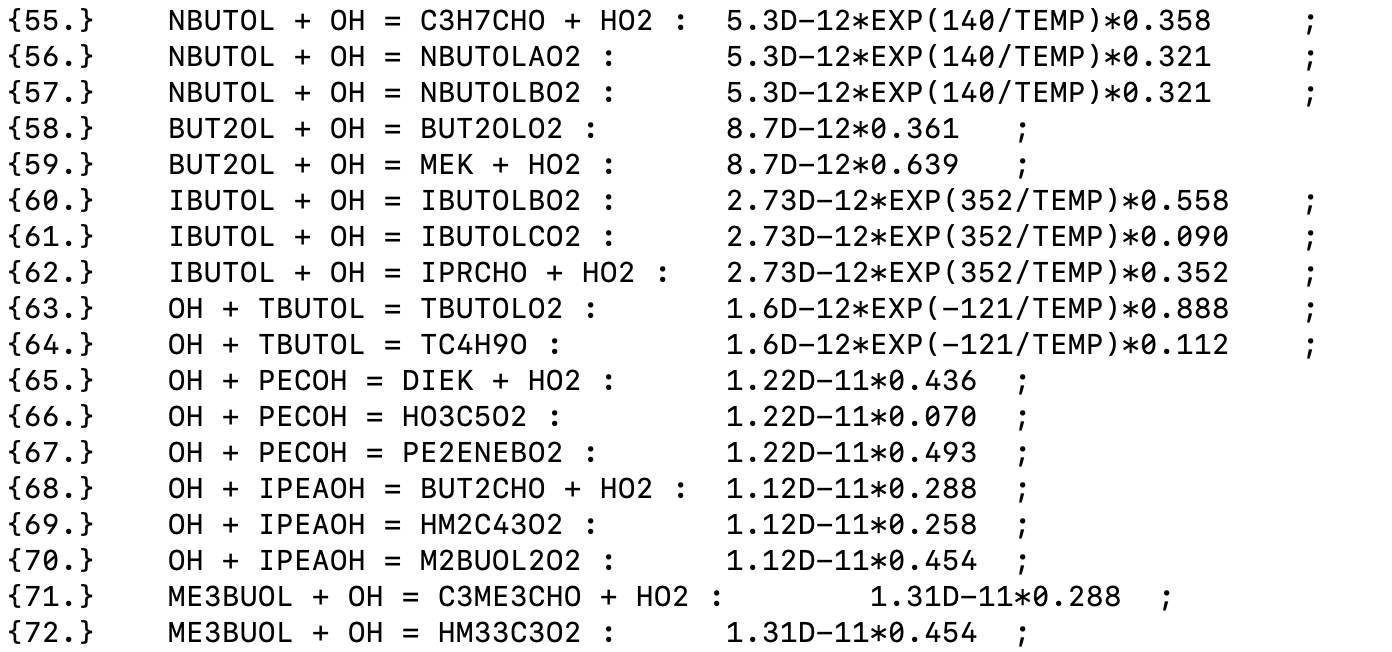 {55.} NBUTOL + OH = C3H7CHO + HO2 : 5.3D-12*EXP(140/TEMP)*0.358 ;
{56.} NBUTOL + OH = NBUTOLAO2 : 5.3D-12*EXP(140/TEMP)*0.321 ;
{57.} NBUTOL + OH = NBUTOLBO2 : 5.3D-12*EXP(140/TEMP)*0.321 ;
{58.} BUT2OL + OH = BUT2OLO2 : 8.7D-12*0.361 ;
{59.} BUT2OL + OH = MEK + HO2 : 8.7D-12*0.639 ;
{60.} IBUTOL + OH = IBUTOLBO2 : 2.73D-12*EXP(352/TEMP)*0.558 ;
{61.} IBUTOL + OH = IBUTOLCO2 : 2.73D-12*EXP(352/TEMP)*0.090 ;
{62.} IBUTOL + OH = IPRCHO + HO2 : 2.73D-12*EXP(352/TEMP)*0.352 ;
{63.} OH + TBUTOL = TBUTOLO2 : 1.6D-12*EXP(-121/TEMP)*0.888 ;
{64.} OH + TBUTOL = TC4H9O : 1.6D-12*EXP(-121/TEMP)*0.112 ;
{65.} OH + PECOH = DIEK + HO2 : 1.22D-11*0.436 ;
{66.} OH + PECOH = HO3C5O2 : 1.22D-11*0.070 ;
{67.} OH + PECOH = PE2ENEBO2 : 1.22D-11*0.493 ;
{68.} OH + IPEAOH = BUT2CHO + HO2 : 1.12D-11*0.288 ;
{69.} OH + IPEAOH = HM2C43O2 : 1.12D-11*0.258 ;
{70.} OH + IPEAOH = M2BUOL2O2 : 1.12D-11*0.454 ;
{71.} ME3BUOL + OH = C3ME3CHO + HO2 : 1.31D-11*0.288 ;
{72.} ME3BUOL + OH = HM33C3O2 : 1.31D-11*0.454 ;